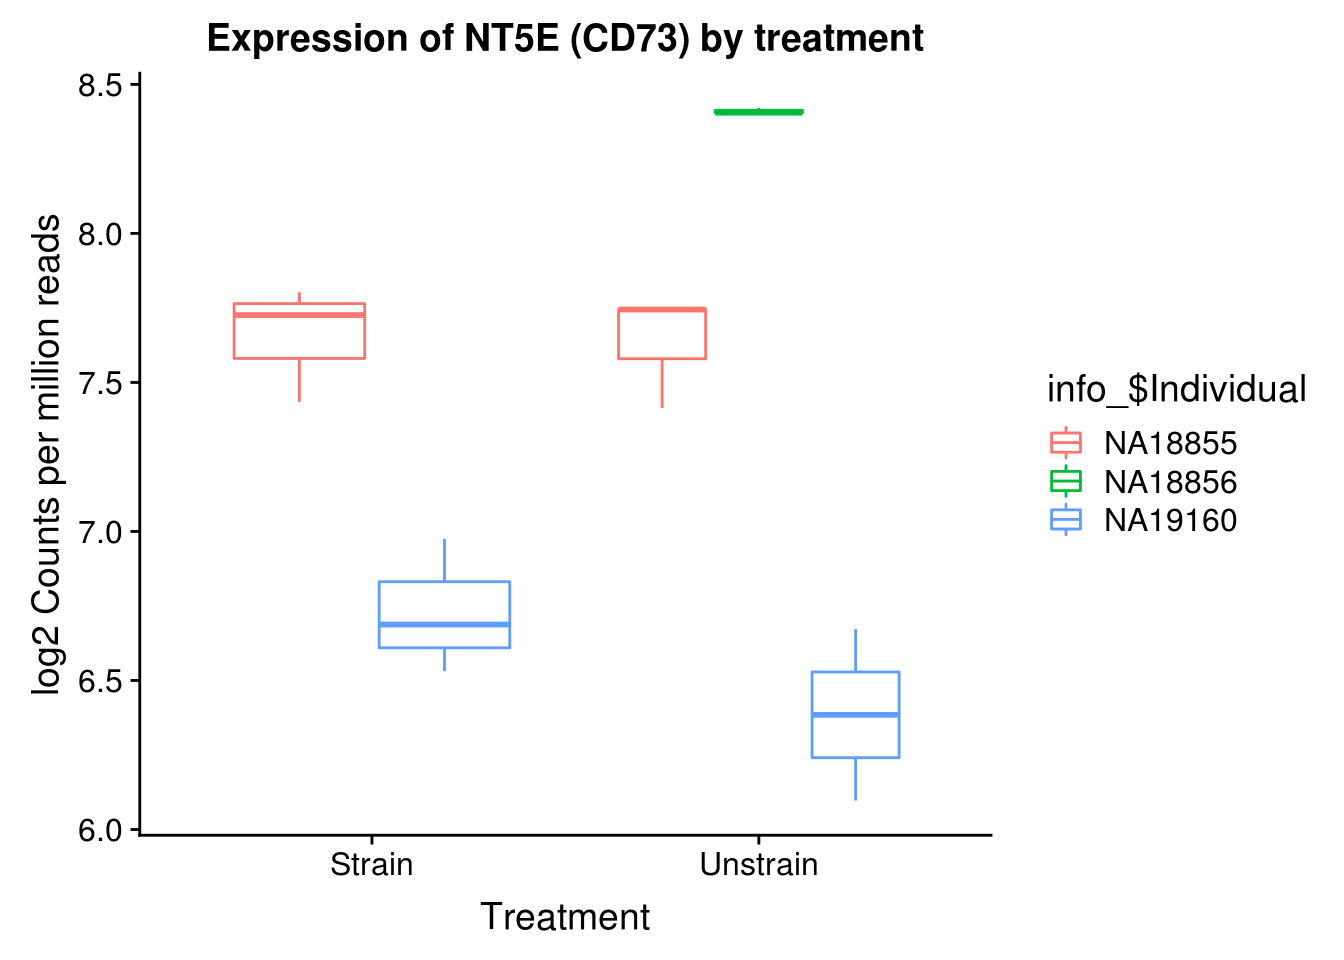 Expression of NT5E (CD73) by treatment
8.5
8.0
7.5
7.0
6.5
6.0
log2 Counts per million reads
Strain
Unstrain
Treatment
info_$Individual
NA18855
NA18856
NA19160